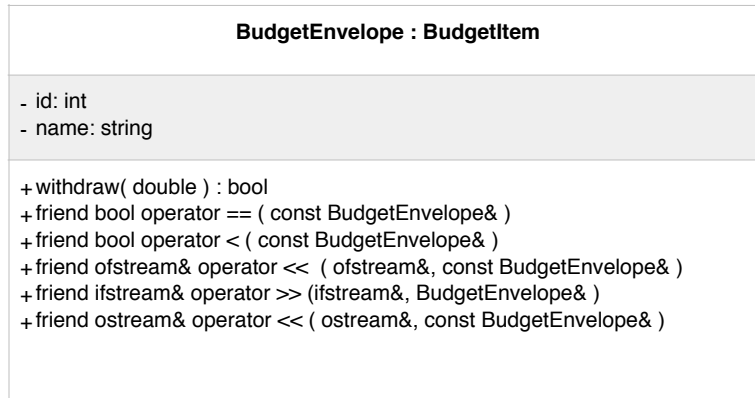 BudgetEnvelope : BudgetItem
- id: int
- name: string
+ withdraw( double ) : bool
+ friend bool operator == ( const BudgetEnvelope& )
+ friend bool operator < ( const BudgetEnvelope& )
+ friend ofstream& operator << ( ofstream&, const BudgetEnvelope& )
+ friend ifstream& operator >> (ifstream&, BudgetEnvelope& )
+ friend ostream& operator << ( ostream&, const BudgetEnvelope& )